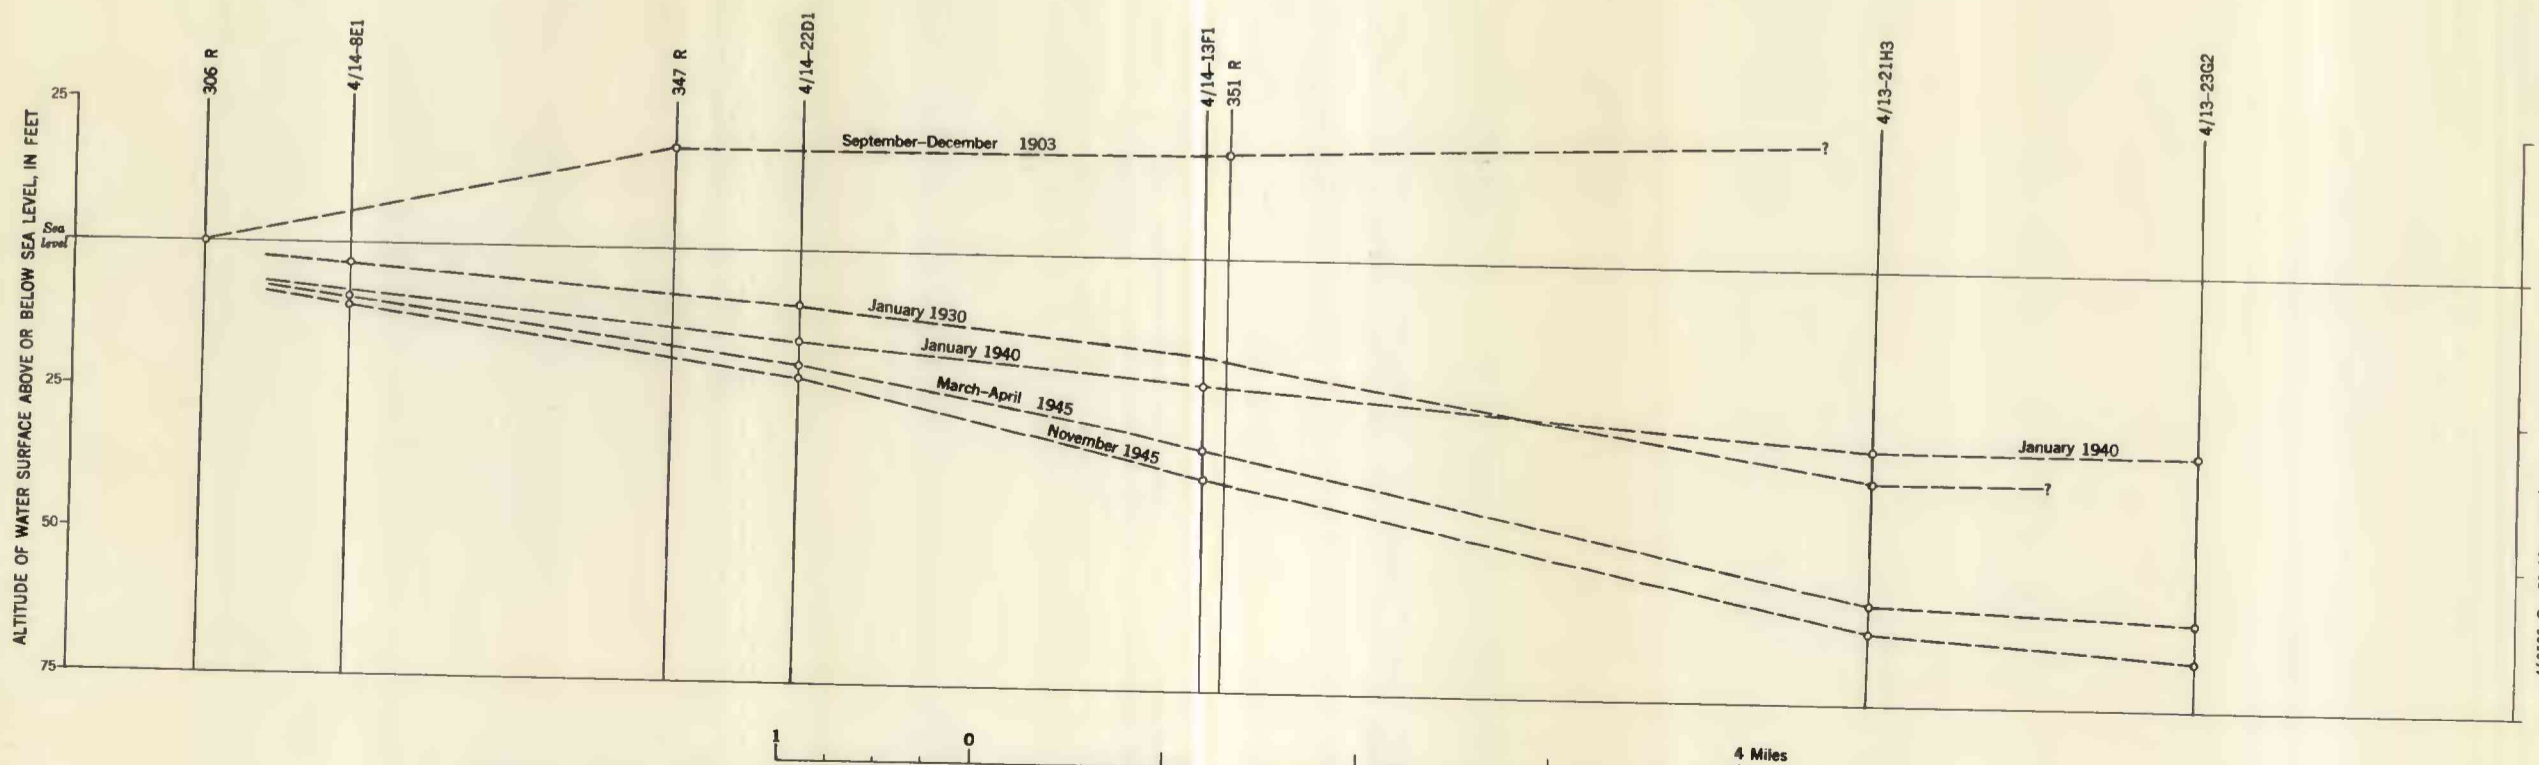 306 R
4/14-8E1
347 R
4/14-22D1
4/14-13F1
351 R
4/13-21H3
4/13-23G2
ALTITUDE OF WATER SURFACE ABOVE OR BELOW SEA LEVEL, IN FEET
25
Sea
level
25
50
75
September-December 1903
?
January 1930
January 1940
March-April 1945
November 1945
January 1940
?
1
0
4 Miles